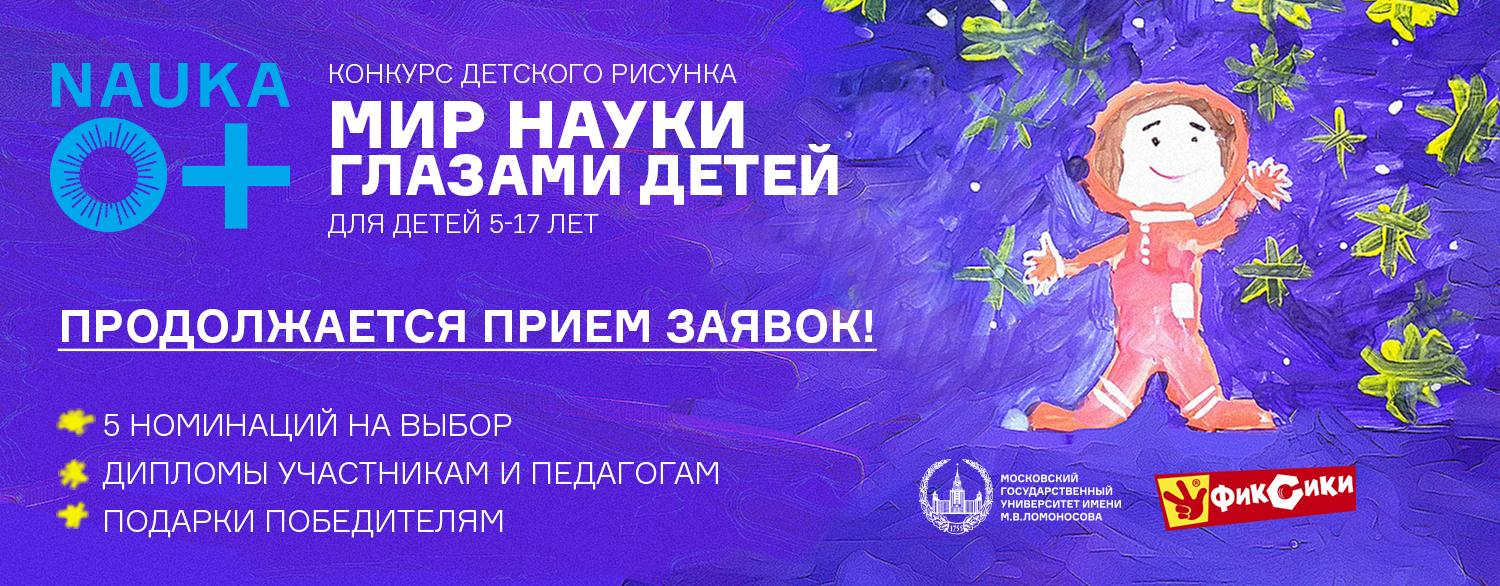 NAUKA
0+
КОНКУРС ДЕТСКОГО РИСУНКА
МИР НАУКИ
ГЛАЗАМИ ДЕТЕЙ
ДЛЯ ДЕТЕЙ 5-17 ЛЕТ
ПРОДОЛЖАЕТСЯ ПРИЕМ ЗАЯВОК!
5 НОМИНАЦИЙ НА ВЫБОР
ДИПЛОМЫ УЧАСТНИКАМ И ПЕДАГОГАМ
ПОДАРКИ ПОБЕДИТЕЛЯМ
1755
МОСКОВСКИЙ
ГОСУДАРСТВЕННЫЙ
УНИВЕРСИТЕТ ИМЕНИ
М.В.ЛОМОНОСОВА
®
ФИКСИКИ